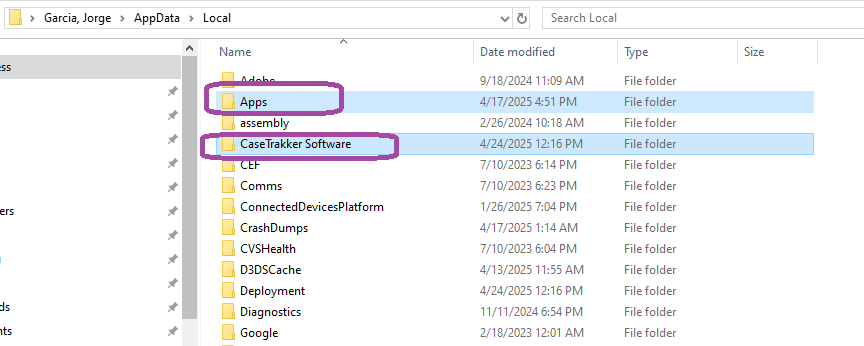 Garcia, Jorge > AppData > Local
Search Local
Name Date modified Type Size
ess
Adobe 9/18/2024 11:09 AM File folder
Apps 4/17/2025 4:51 PM File folder
assembly 2/26/2024 10:18 AM File folder
CaseTrakker Software 4/24/2025 12:16 PM File folder
CEF 7/10/2023 6:14 PM File folder
Comms 7/10/2023 6:23 PM File folder
ers
ConnectedDevicesPlatform 1/26/2025 7:04 PM File folder
CrashDumps 4/17/2025 1:14 AM File folder
CVSHealth 7/10/2023 6:04 PM File folder
D3DSCache 4/13/2025 11:55 AM File folder
Deployment 4/24/2025 12:16 PM File folder
ds
Diagnostics 11/11/2024 6:54 PM File folder
nts
Google 2/18/2023 12:01 AM File folder